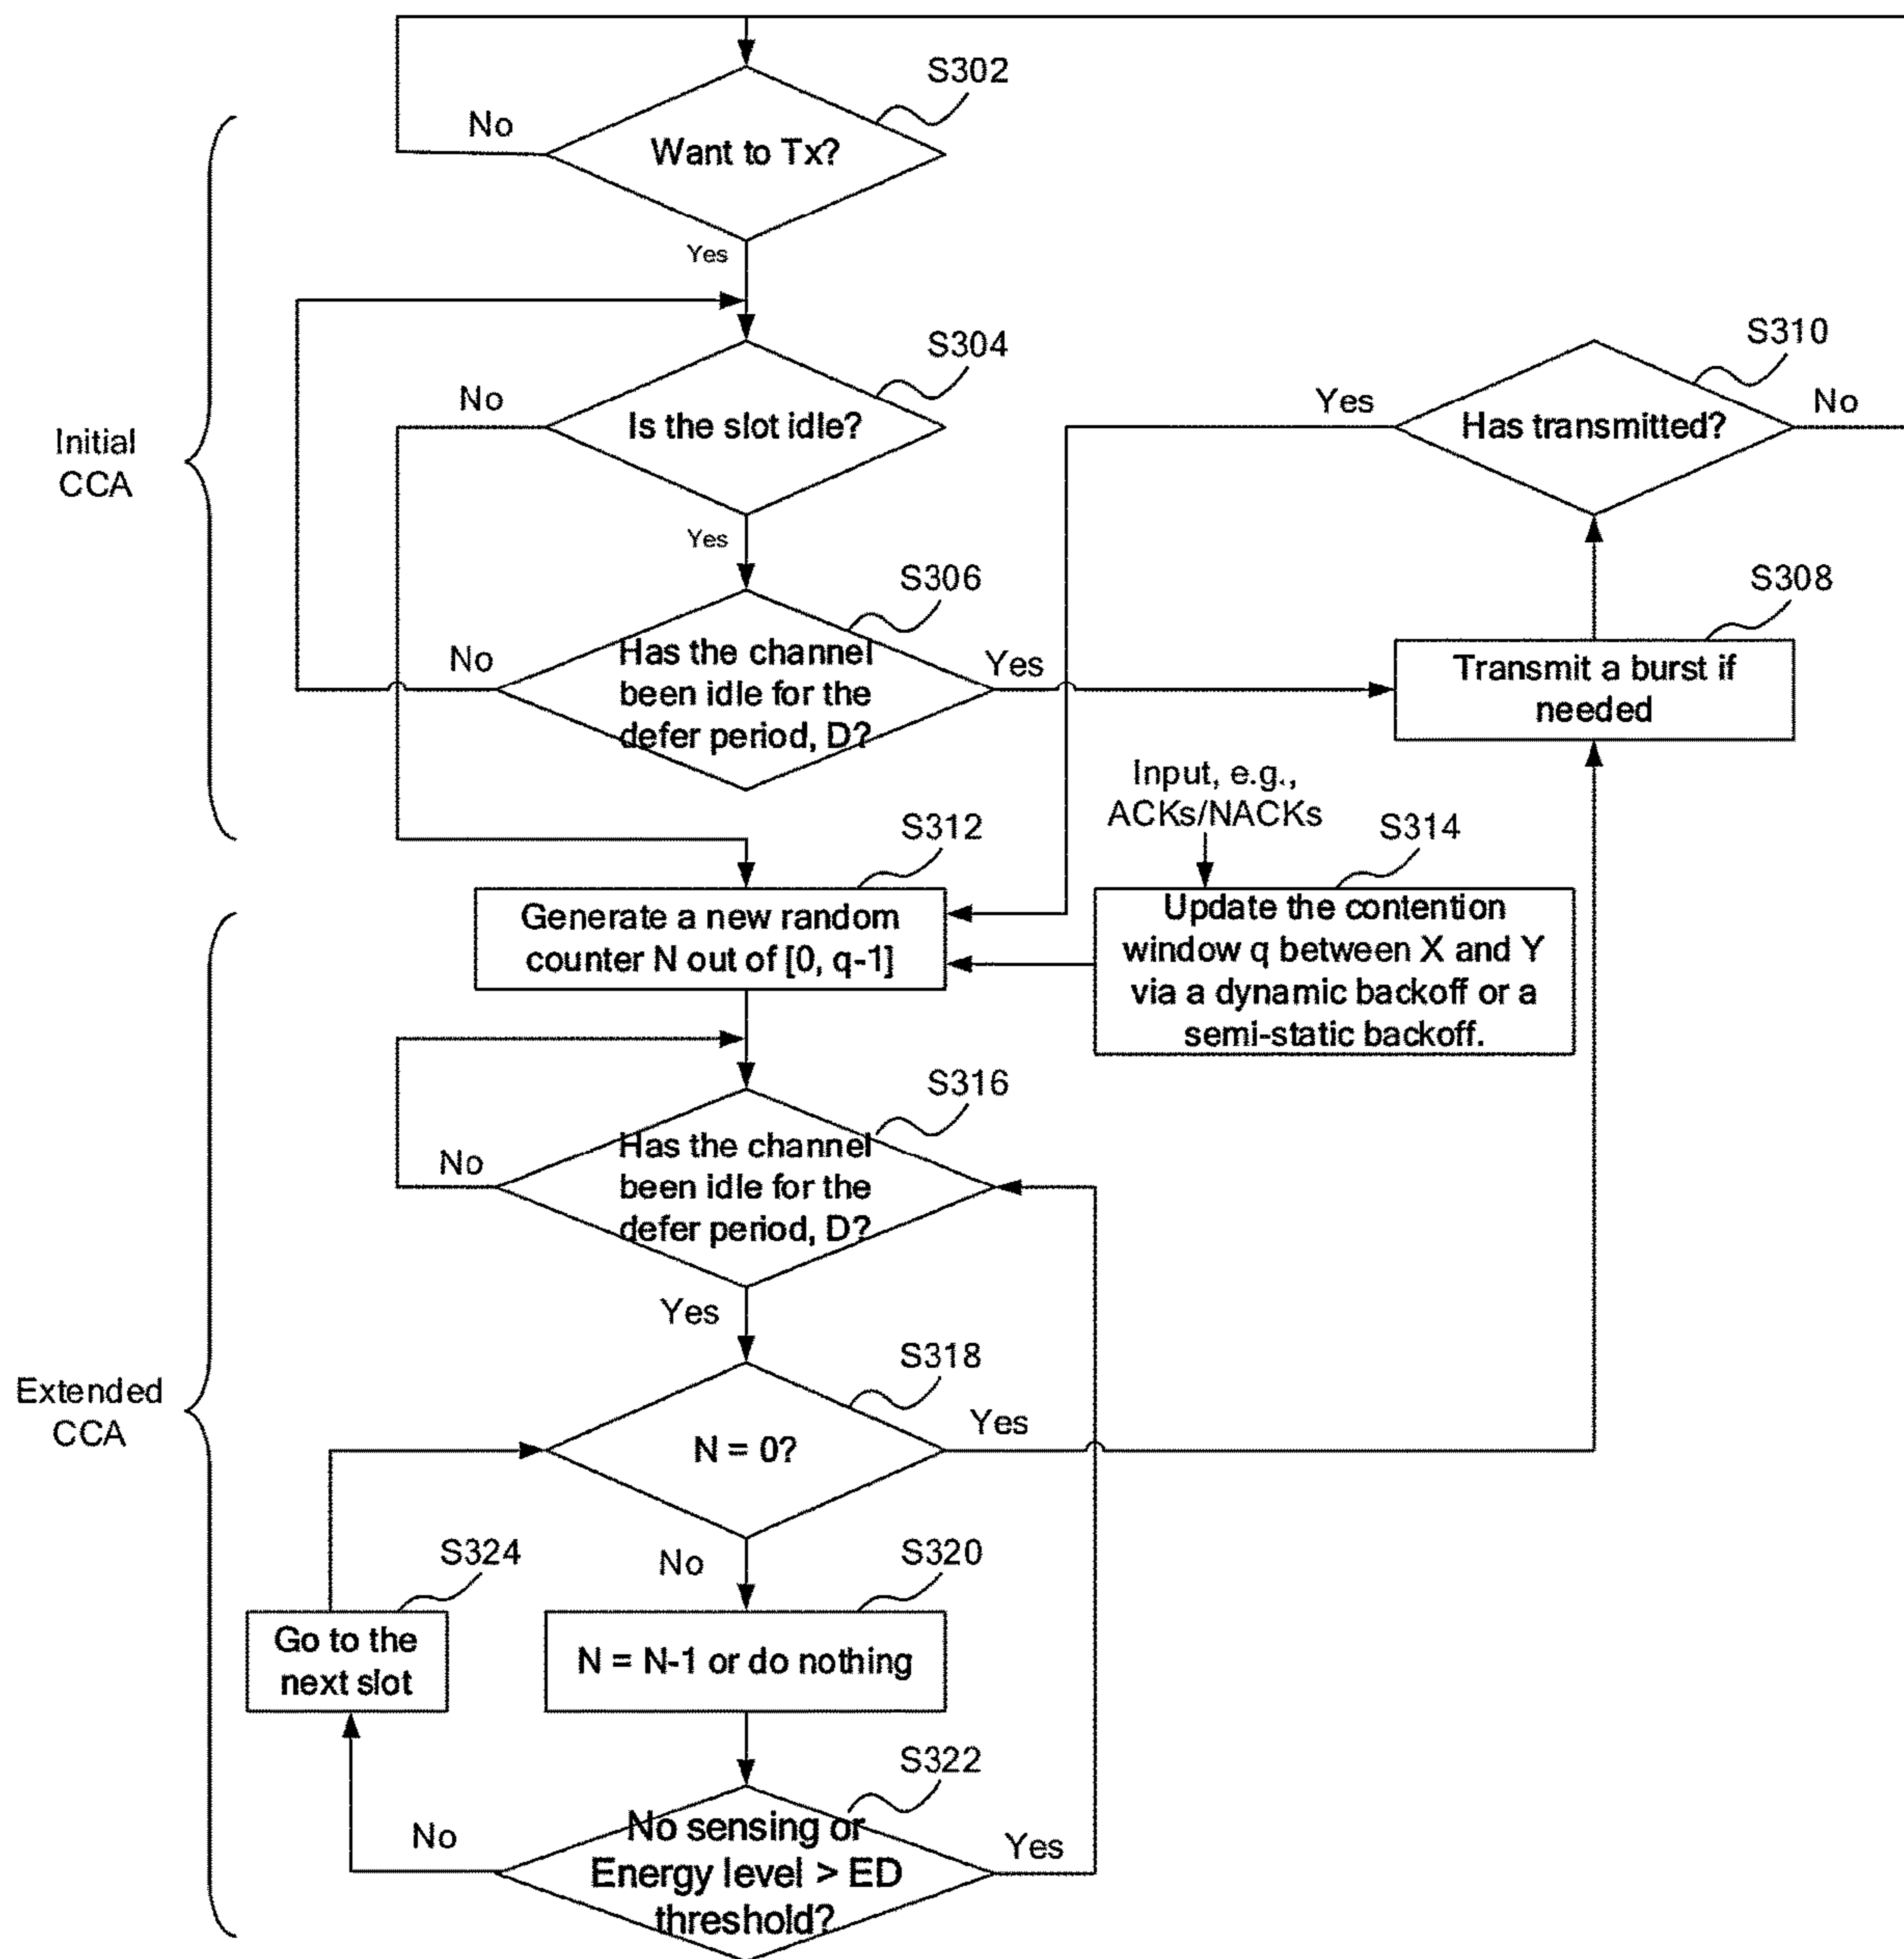 S302
No
Want to Tx?
Yes
S304
No
Is the slot idle?
Yes
S310
Yes
Has transmitted?
No
Initial
CCA
S306
No
Has the channel
been idle for the
defer period, D?
Yes
S308
Transmit a burst if
needed
Input, e.g.,
ACKs/NACKs
S312
Generate a new random
counter N out of [0, q-1]
S314
Update the contention
window q between X and Y
via a dynamic backoff or a
semi-static backoff.
S316
No
Has the channel
been idle for the
defer period, D?
Yes
Extended
CCA
S318
N = 0?
Yes
No
S324
Go to the
next slot
S320
N = N-1 or do nothing
S322
No
No sensing or
Energy level > ED
threshold?
Yes